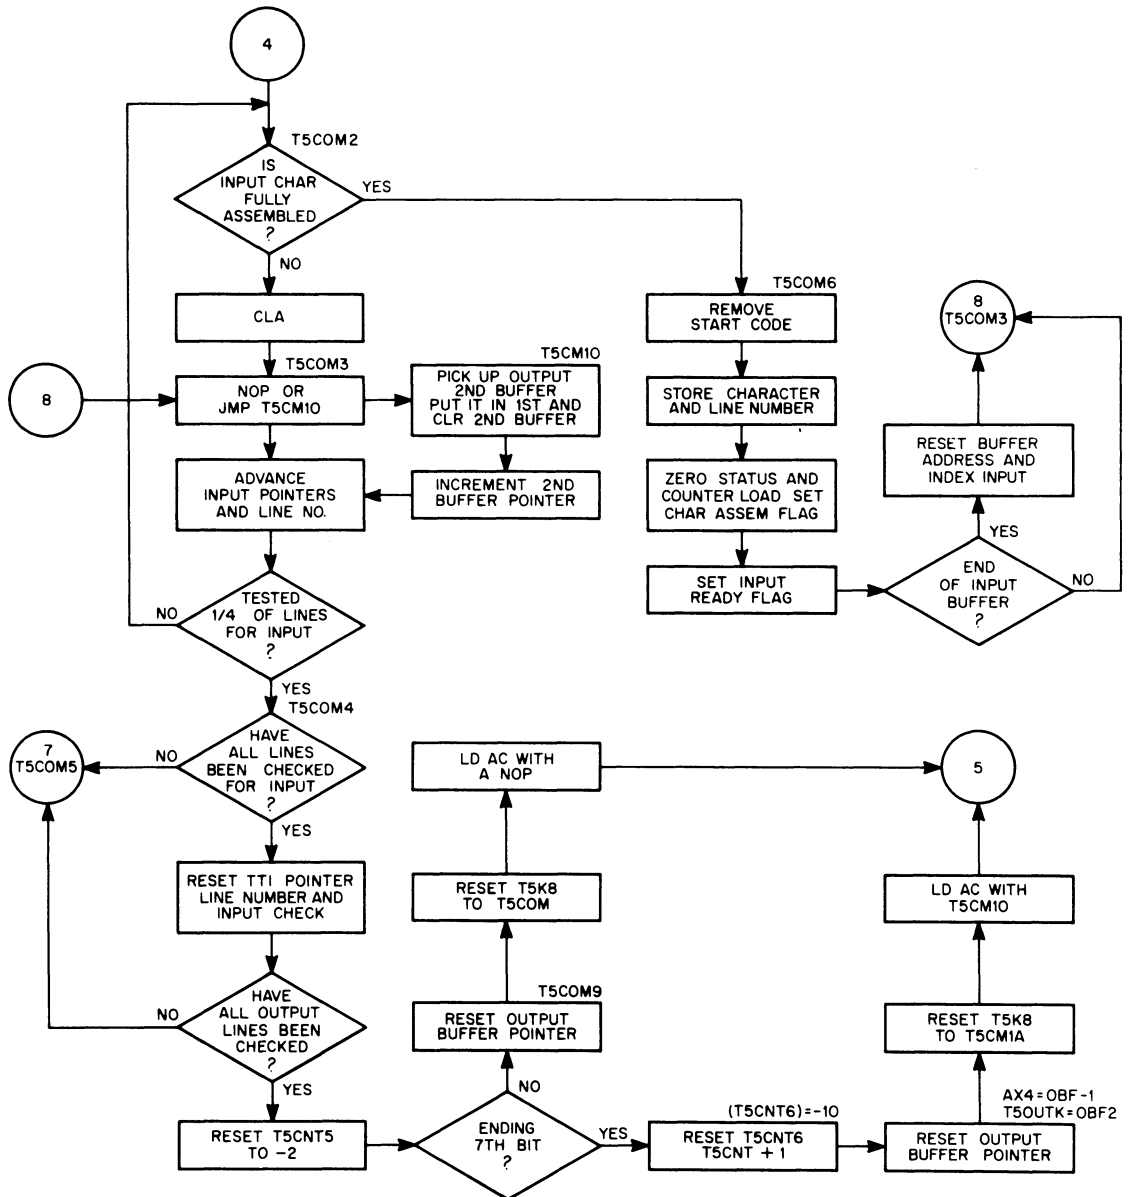 4
T5COM2
IS
INPUT CHAR
FULLY
ASSEMBLED
?
YES
NO
CLA
T5COM3
8
NOP OR
JMP T5CM10
T5CM10
PICK UP OUTPUT
2ND BUFFER
PUT IT IN 1ST AND
CLR 2ND BUFFER
INCREMENT 2ND
BUFFER POINTER
ADVANCE
INPUT POINTERS
AND LINE NO.
TESTED
1/4 OF LINES
FOR INPUT
?
NO
YES
T5COM6
REMOVE
START CODE
STORE CHARACTER
AND LINE NUMBER
ZERO STATUS AND
COUNTER LOAD SET
CHAR ASSEM FLAG
SET INPUT
READY FLAG
END
OF INPUT
BUFFER
?
NO
YES
RESET BUFFER
ADDRESS AND
INDEX INPUT
8
T5COM3
T5COM4
HAVE
ALL LINES
BEEN CHECKED
FOR INPUT
?
NO
7
T5COM5
YES
RESET TTI POINTER
LINE NUMBER AND
INPUT CHECK
HAVE
ALL OUTPUT
LINES BEEN
CHECKED
?
NO
YES
RESET T5CNT5
TO -2
ENDING
7TH BIT
?
NO
T5COM9
RESET OUTPUT
BUFFER POINTER
RESET T5K8
TO T5COM
LD AC WITH
A NOP
5
YES
(T5CNT6)=-10
RESET T5CNT6
T5CNT + 1
AX4=OBF-1
T5OUTK=OBF2
RESET OUTPUT
BUFFER POINTER
RESET T5K8
TO T5CM1A
LD AC WITH
T5CM10